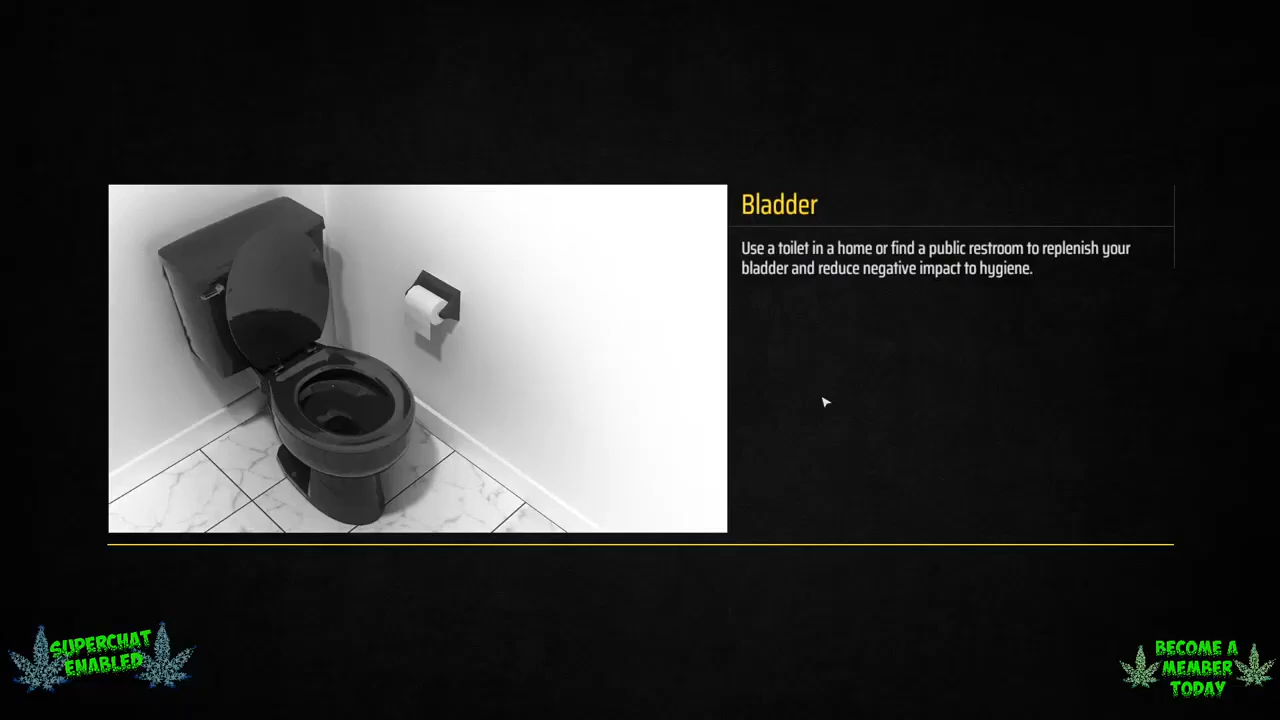 Bladder
Use a toilet in a home or find a public restroom to replenish your
bladder and reduce negative impact to hygiene.
SUPERCHAT
ENABLED
BECOME A
MEMBER
TODAY